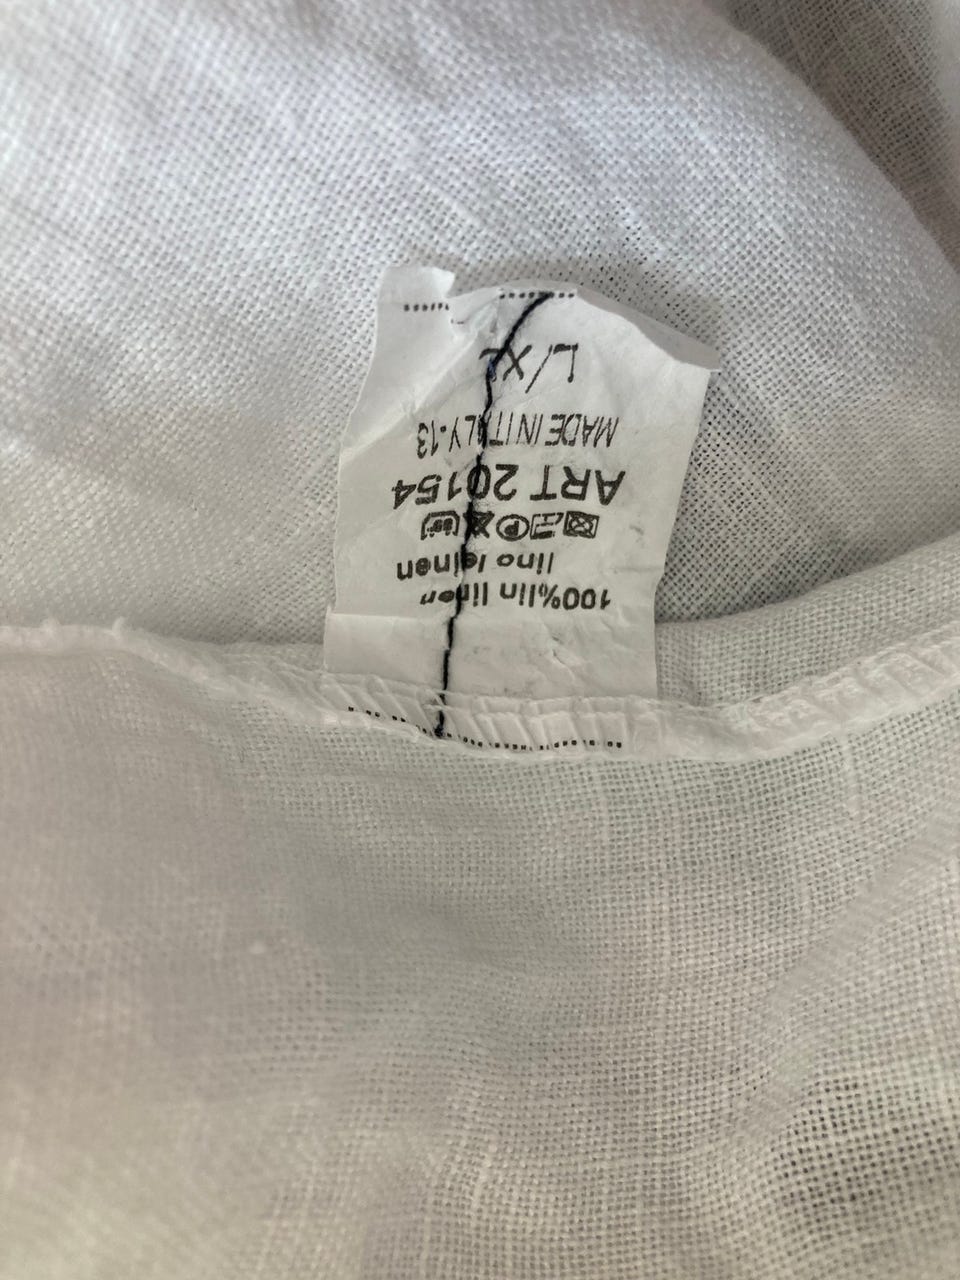 100%lin linen
lino leinen
ART 20154
MADE IN ITALY-13
L/XL